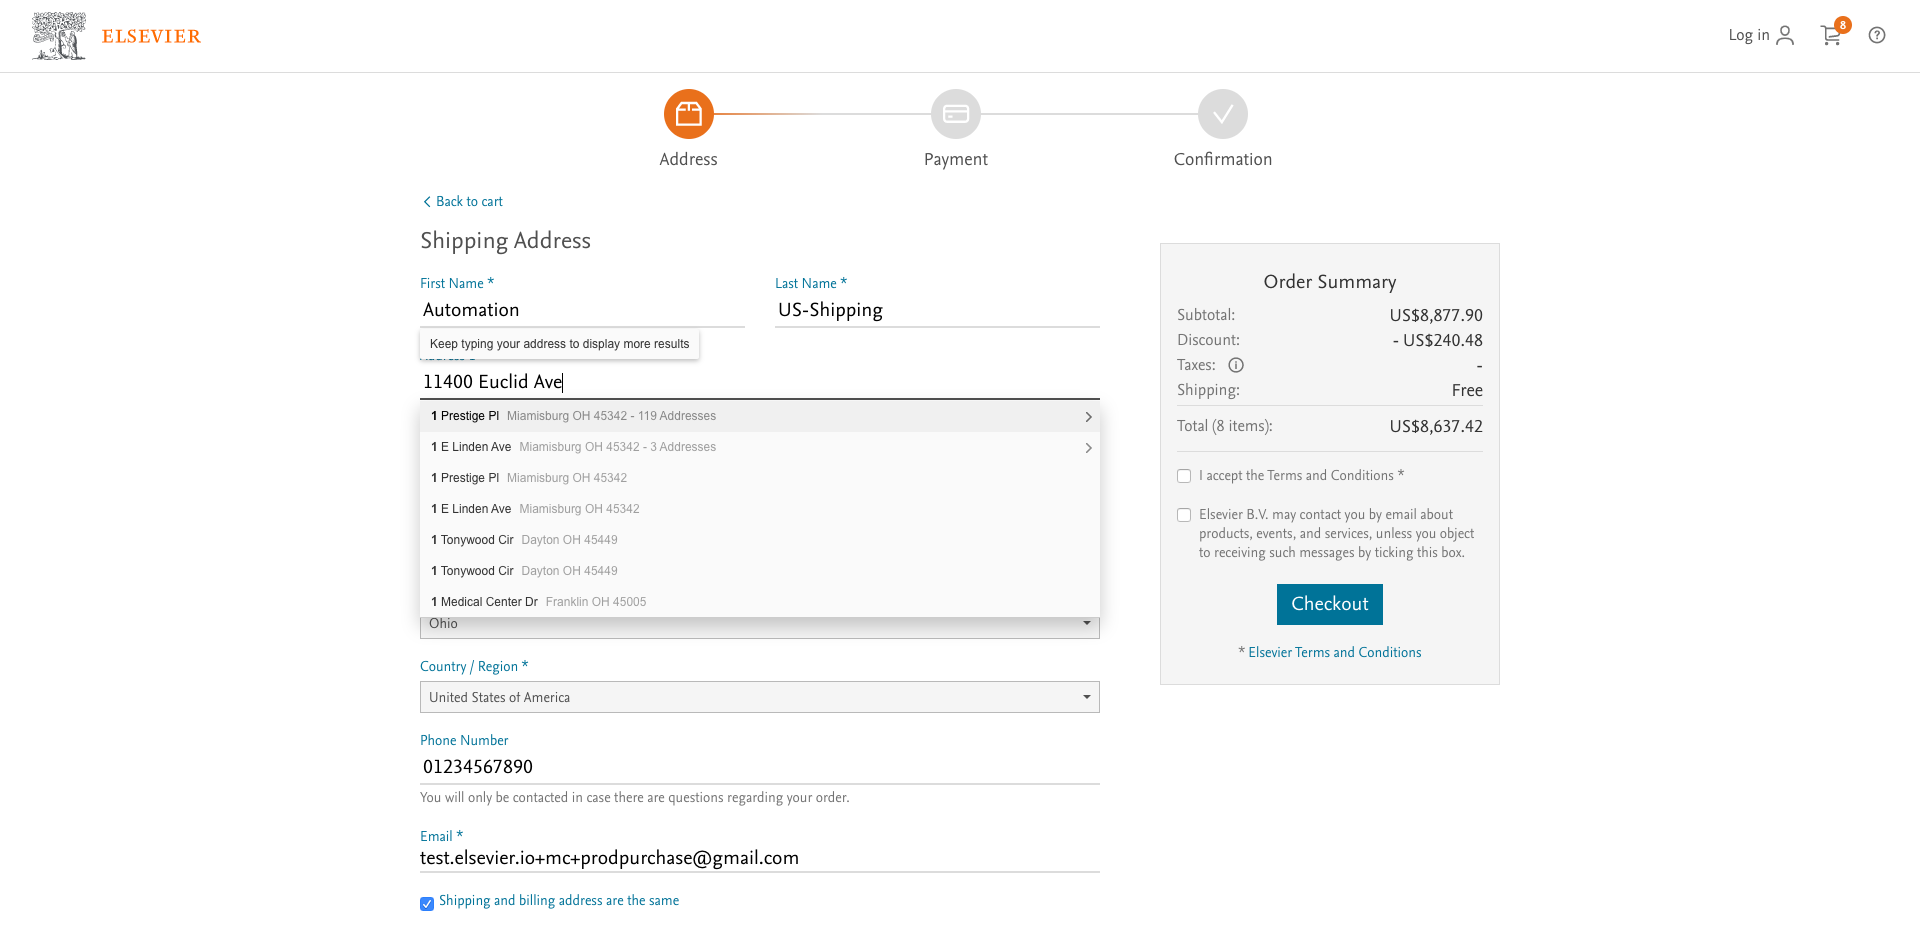 ELSEVIER
Log in
8
Address
Payment
Confirmation
Back to cart
Shipping Address
First Name *
Last Name *
Automation
US-Shipping
Keep typing your address to display more results
11400 Euclid Ave
1 Prestige Pl Miamisburg OH 45342 - 119 Addresses
1 E Linden Ave Miamisburg OH 45342 - 3 Addresses
1 Prestige Pl Miamisburg OH 45342
1 E Linden Ave Miamisburg OH 45342
1 Tonywood Cir Dayton OH 45449
1 Tonywood Cir Dayton OH 45449
1 Medical Center Dr Franklin OH 45005
Ohio
Country / Region *
United States of America
Phone Number
01234567890
You will only be contacted in case there are questions regarding your order.
Email *
test.elsevier.io+mc+prodpurchase@gmail.com
Shipping and billing address are the same
Order Summary
Subtotal: US$8,877.90
Discount: - US$240.48
Taxes: -
Shipping: Free
Total (8 items): US$8,637.42
I accept the Terms and Conditions *
Elsevier B.V. may contact you by email about
products, events, and services, unless you object
to receiving such messages by ticking this box.
Checkout
* Elsevier Terms and Conditions